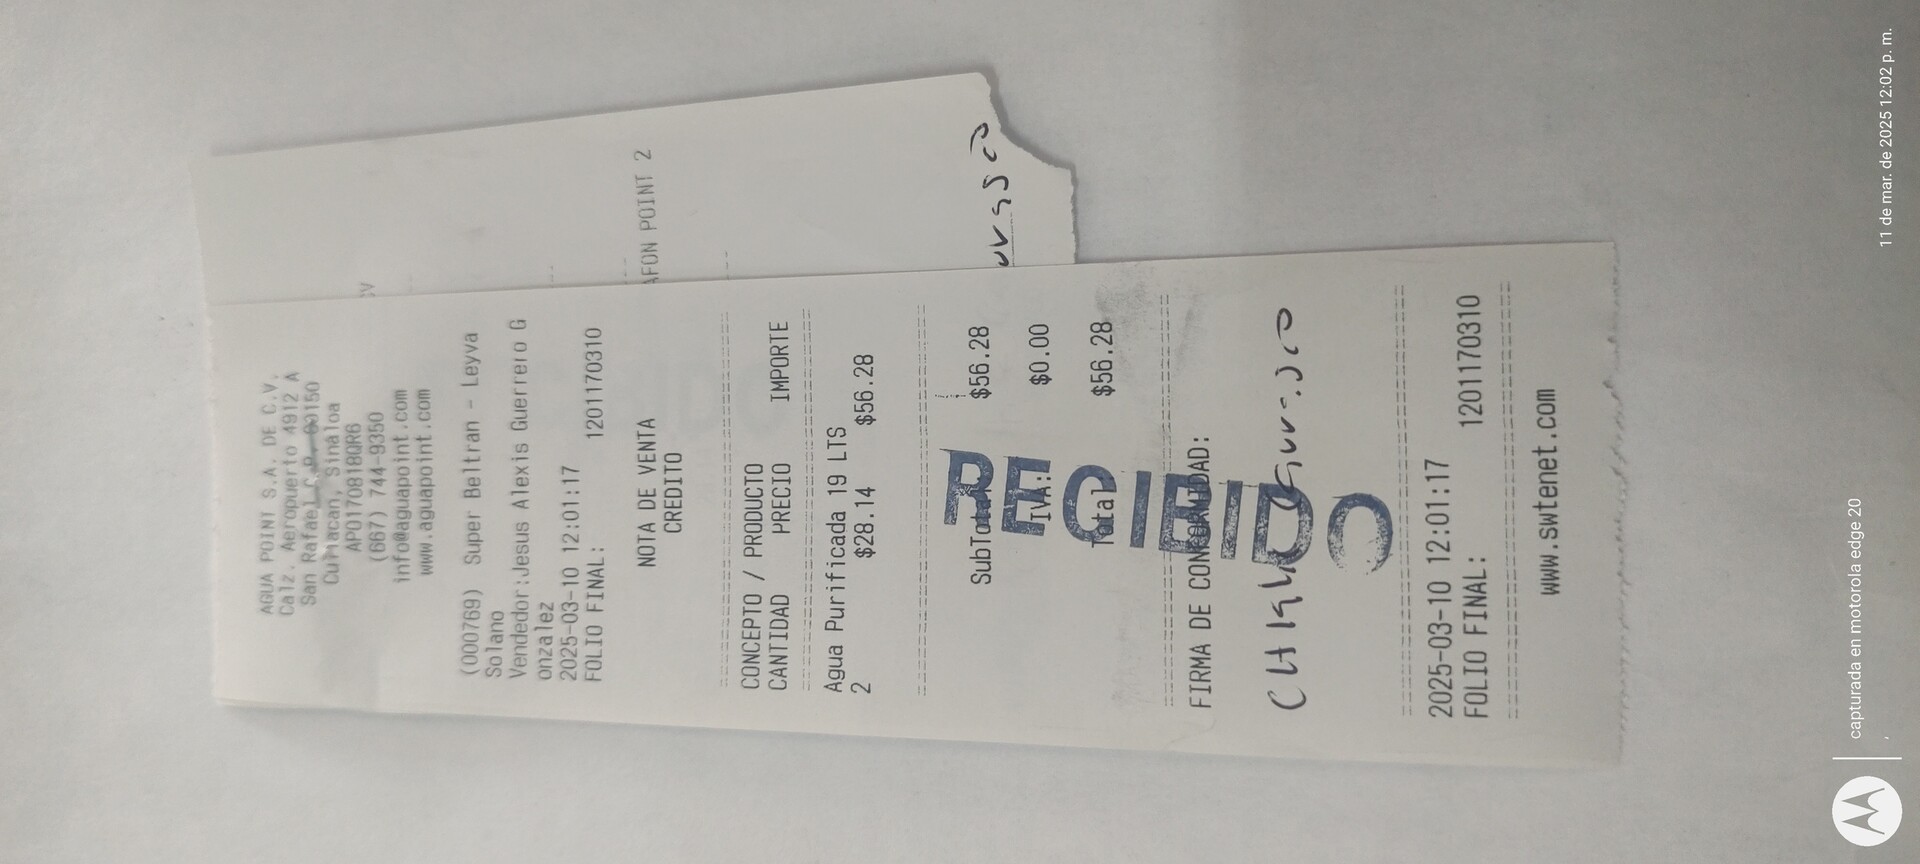 AGUA POINT S.A. DE C.V.
Calz. Aeropuerto 4912 A
San Rafael C.P. 80150
Culiacan, Sinaloa
APO170818QR6
(667) 744-9350
info@aguapoint.com
www.aguapoint.com
(000769) Super Beltran - Leyva
Solano
Vendedor:Jesus Alexis Guerrero G
onzalez
2025-03-10 12:01:17
FOLIO FINAL: 1201170310
NOTA DE VENTA
CREDITO
CONCEPTO / PRODUCTO
CANTIDAD PRECIO IMPORTE
Agua Purificada 19 LTS
2 $28.14 $56.28
SubTotal: $56.28
IVA: $0.00
Total $56.28
RECIBIDO
FIRMA DE CONFORMIDAD:
2025-03-10 12:01:17
FOLIO FINAL: 1201170310
www.swtenet.com
CV
AFON POINT 2
capturada en motorola edge 20
11 de mar. de 2025 12:02 p. m.